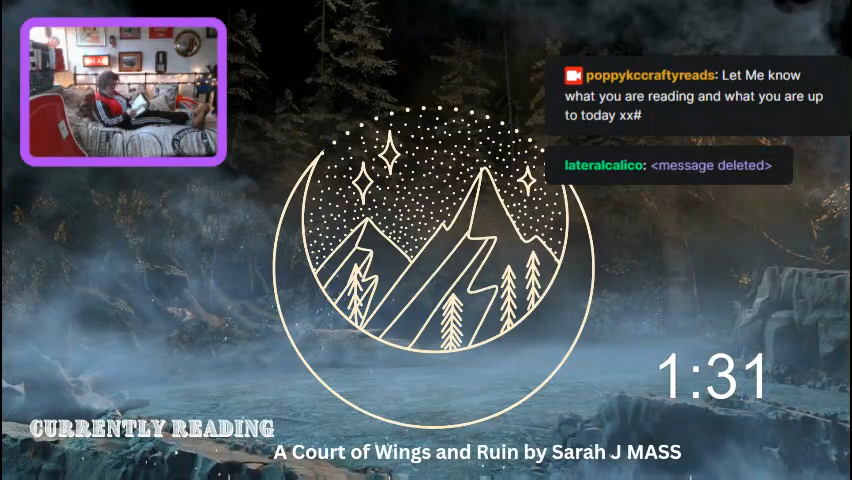 poppykccraftyreads: Let Me know
what you are reading and what you are up
to today xx#
lateralcalico: <message deleted>
1:31
CURRENTLY READING
A Court of Wings and Ruin by Sarah J MASS